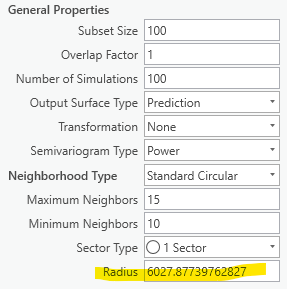 General Properties
Subset Size 100
Overlap Factor 1
Number of Simulations 100
Output Surface Type Prediction
Transformation None
Semivariogram Type Power
Neighborhood Type Standard Circular
Maximum Neighbors 15
Minimum Neighbors 10
Sector Type 1 Sector
Radius 6027.87739762827